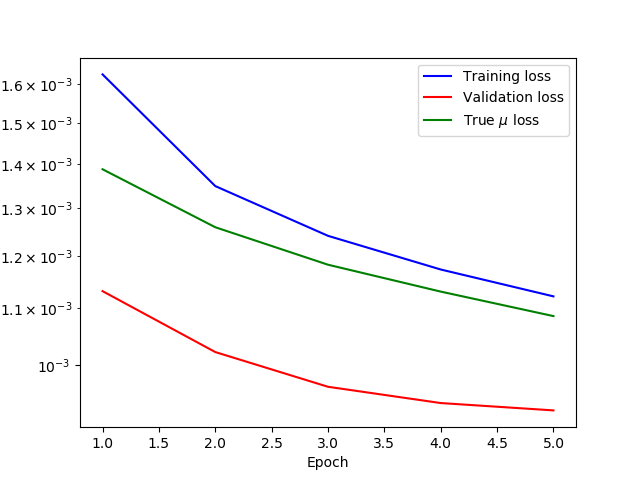 1.6 × 10⁻³
1.5 × 10⁻³
1.4 × 10⁻³
1.3 × 10⁻³
1.2 × 10⁻³
1.1 × 10⁻³
10⁻³
Training loss
Validation loss
True μ loss
1.0 1.5 2.0 2.5 3.0 3.5 4.0 4.5 5.0
Epoch